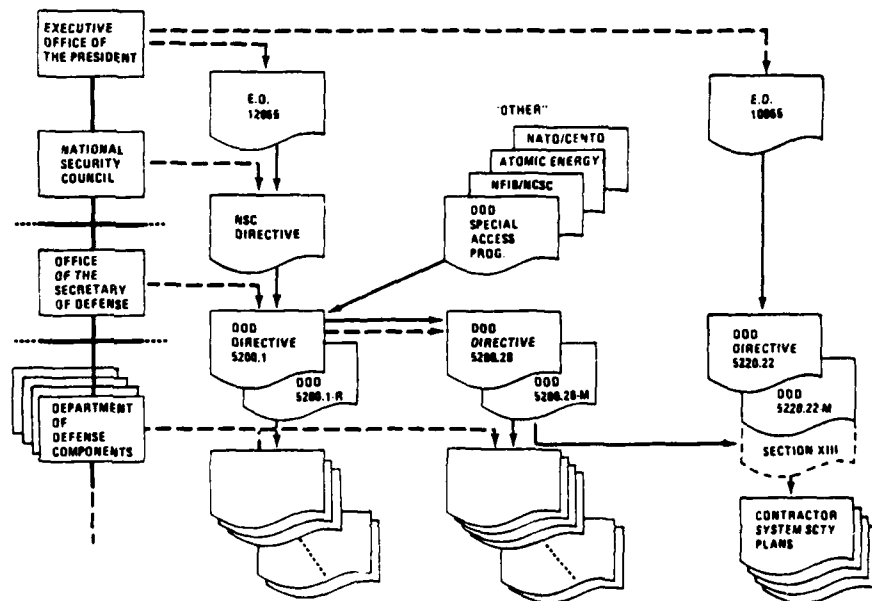 EXECUTIVE
OFFICE OF
THE PRESIDENT
E.O.
12065
E.O.
10865
"OTHER"
NATO/CENTO
ATOMIC ENERGY
NFIB/NCSC
DOD
SPECIAL
ACCESS
PROG.
NATIONAL
SECURITY
COUNCIL
NSC
DIRECTIVE
OFFICE
OF THE
SECRETARY
OF DEFENSE
DOD
DIRECTIVE
5200.1
DOD
5200.1-R
DOD
DIRECTIVE
5200.28
DOD
5200.28-M
DOD
DIRECTIVE
5220.22
DOD
5220.22-M
SECTION XIII
DEPARTMENT
OF
DEFENSE
COMPONENTS
CONTRACTOR
SYSTEM SCTY
PLANS